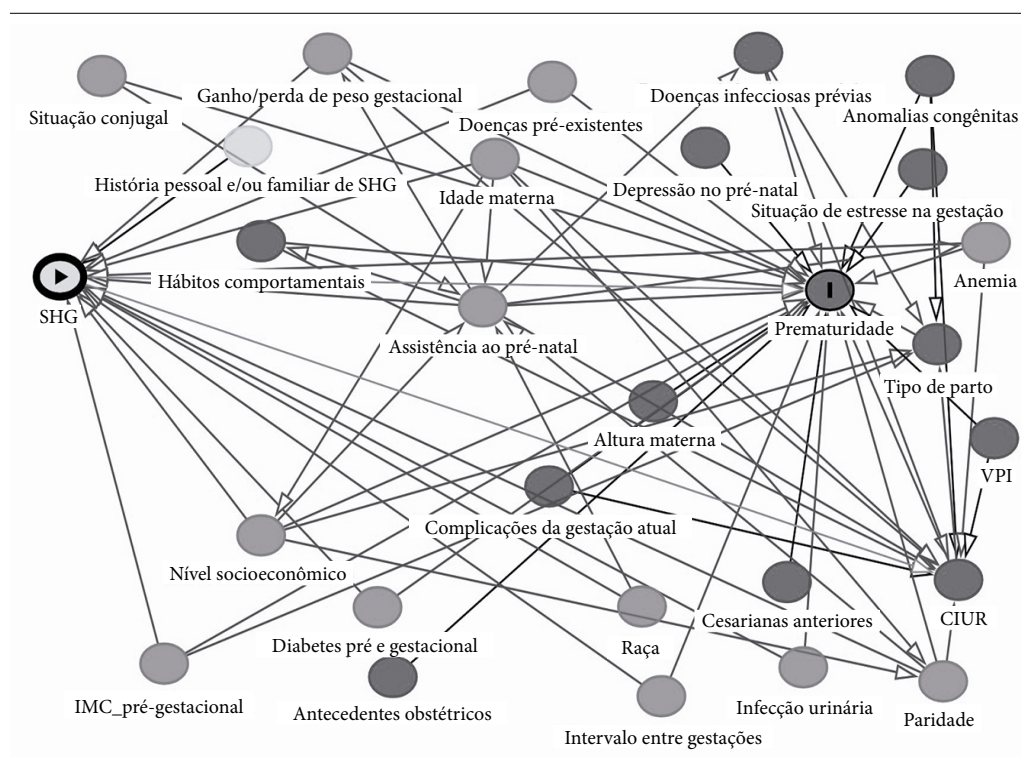 Situação conjugal
Ganho/perda de peso gestacional
Doenças pré-existentes
Doenças infecciosas prévias
Anomalias congênitas
História pessoal e/ou familiar de SHG
Idade materna
Depressão no pré-natal
Situação de estresse na gestação
Hábitos comportamentais
Anemia
SHG
Assistência ao pré-natal
I
Prematuridade
Tipo de parto
Altura materna
VPI
Complicações da gestação atual
Nível socioeconômico
Cesarianas anteriores
CIUR
Diabetes pré e gestacional
Raça
IMC_pré-gestacional
Antecedentes obstétricos
Infecção urinária
Paridade
Intervalo entre gestações